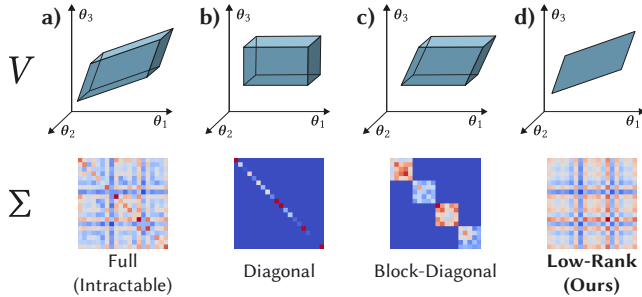 a)
b)
c)
d)
θ3
θ3
θ3
θ3
V
θ1
θ1
θ1
θ1
θ2
θ2
θ2
θ2
Σ
Full
(Intractable)
Diagonal
Block-Diagonal
Low-Rank
(Ours)